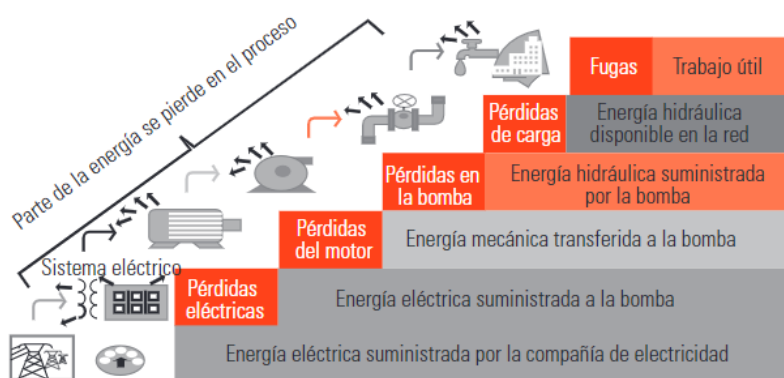 Parte de la energía se pierde en el proceso
Fugas
Trabajo útil
Pérdidas
de carga
Energía hidráulica
disponible en la red
Pérdidas en
la bomba
Energía hidráulica suministrada
por la bomba
Pérdidas
del motor
Energía mecánica transferida a la bomba
Sistema eléctrico
Pérdidas
eléctricas
Energía eléctrica suministrada a la bomba
Energía eléctrica suministrada por la compañía de electricidad